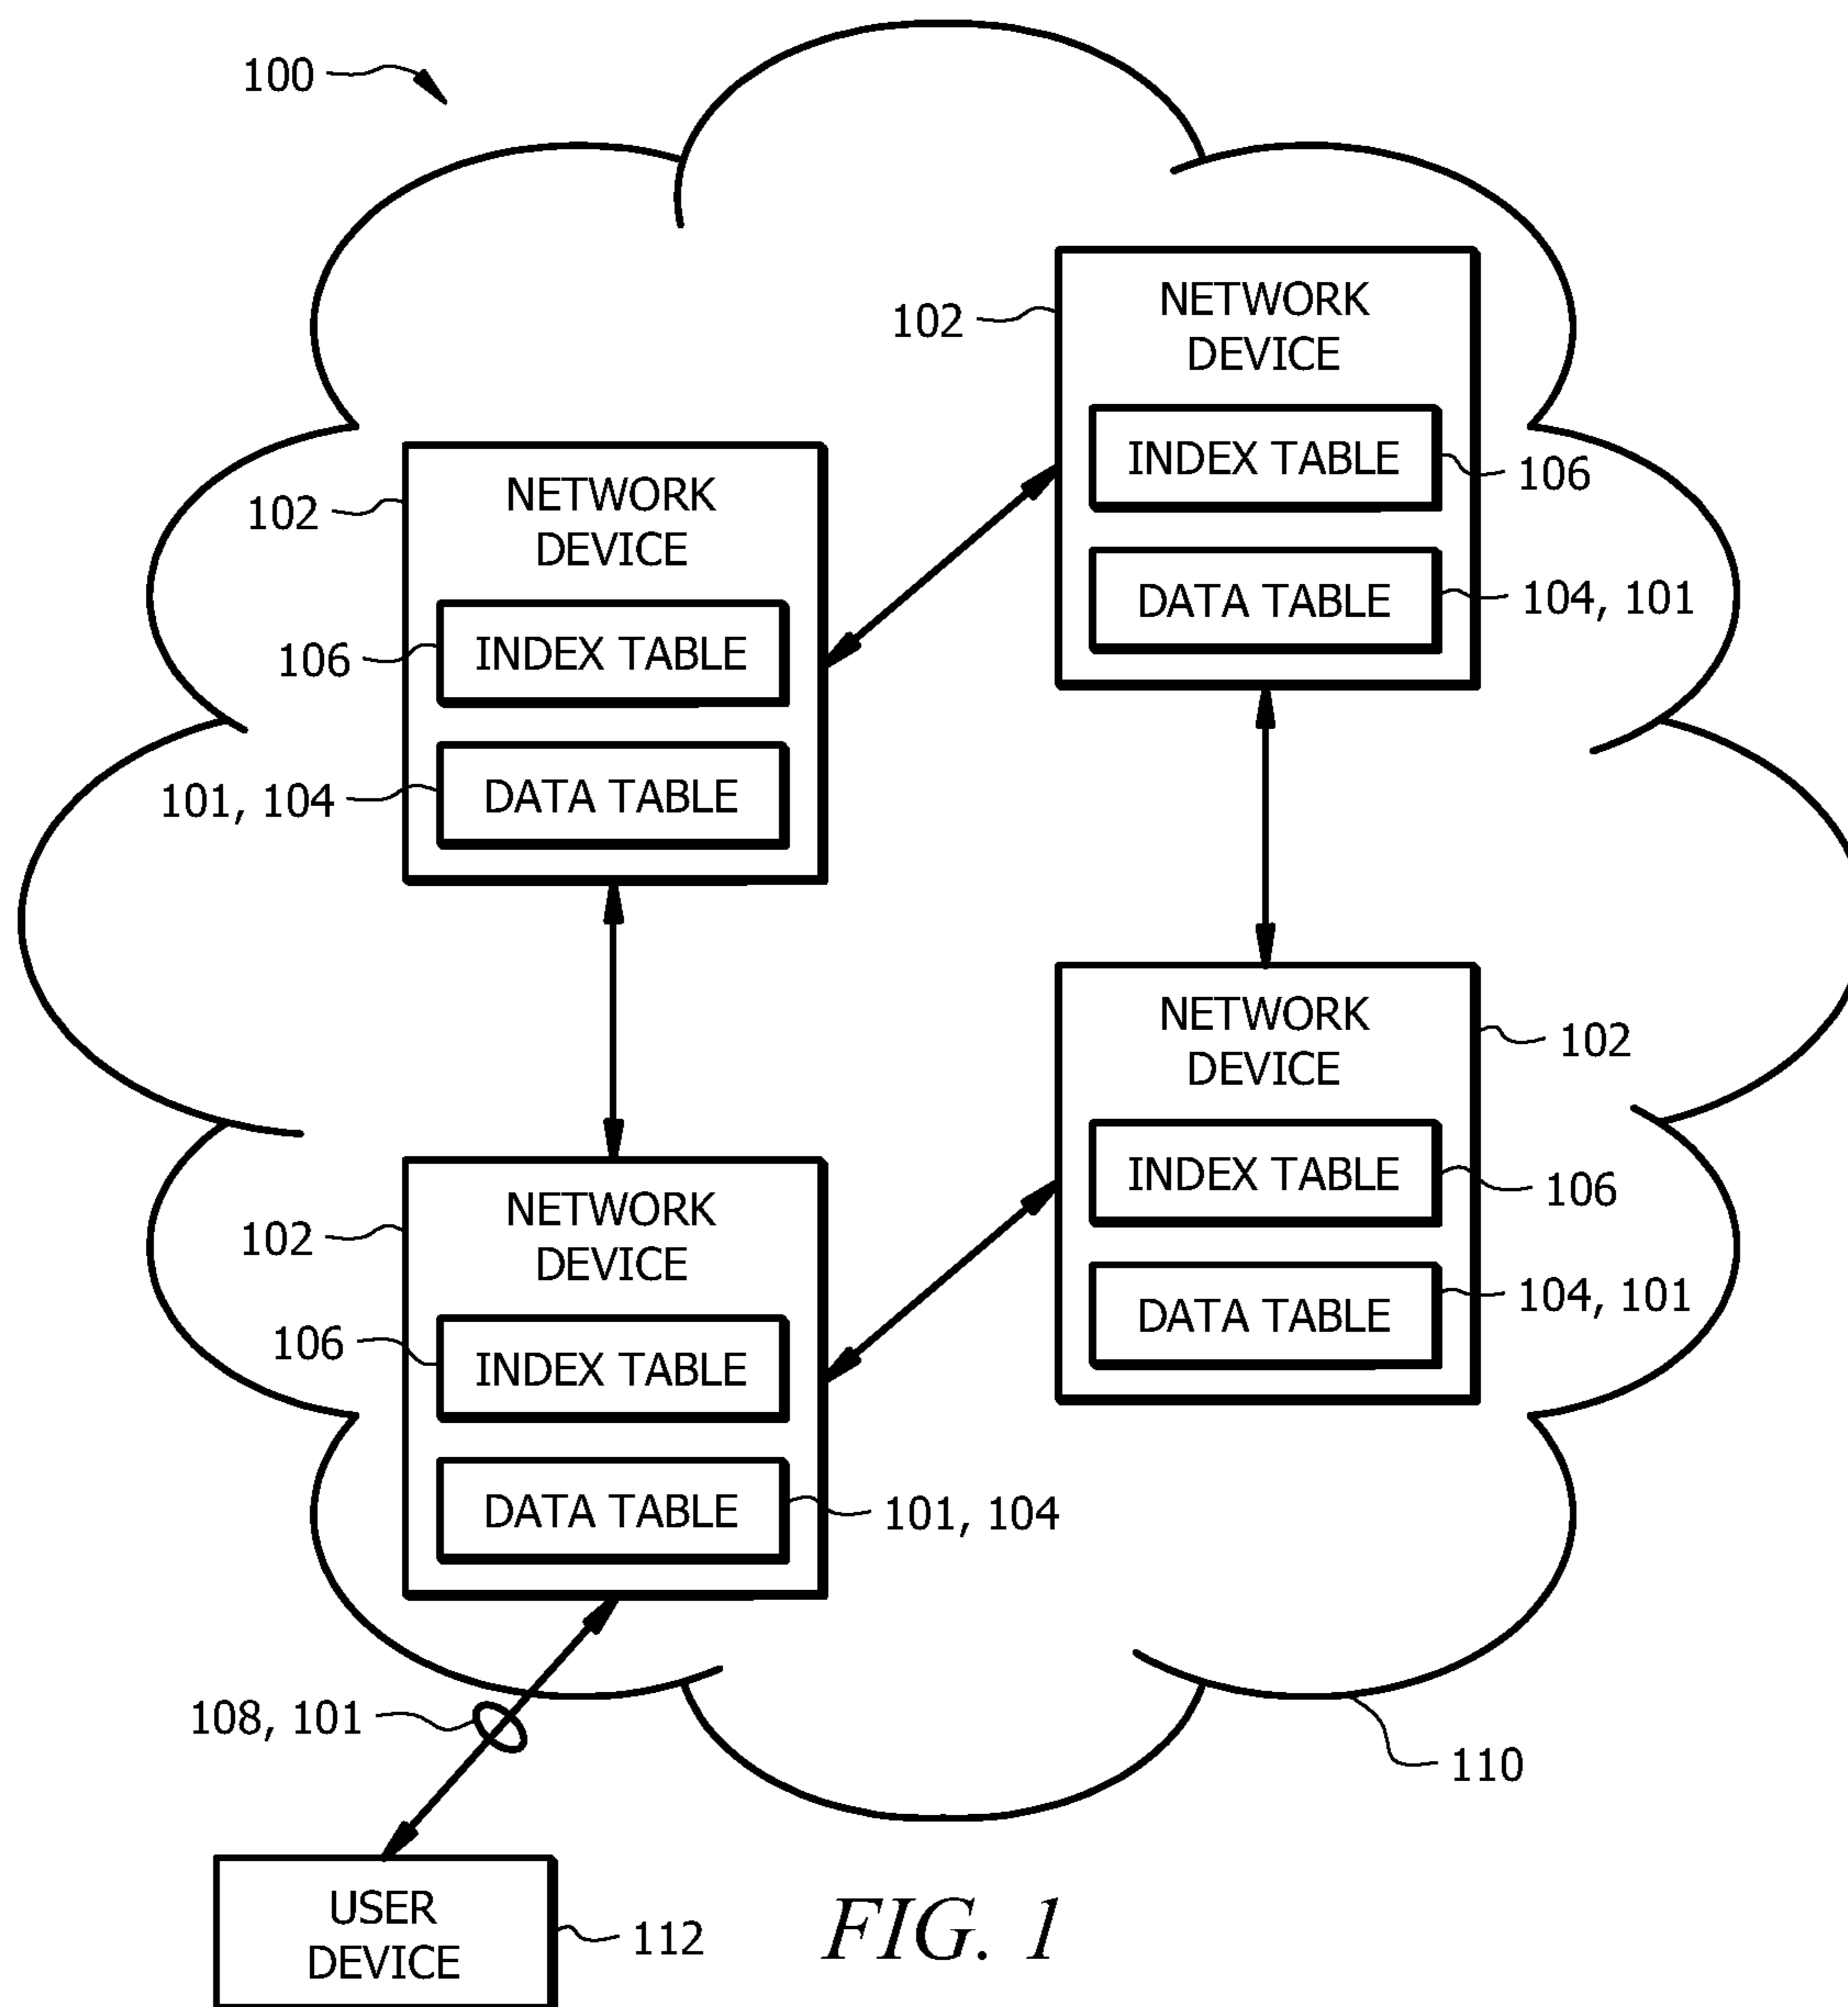 100
102
NETWORK
DEVICE
INDEX TABLE
106
DATA TABLE
104, 101
102
NETWORK
DEVICE
106
INDEX TABLE
101, 104
DATA TABLE
NETWORK
DEVICE
102
INDEX TABLE
106
DATA TABLE
104, 101
102
NETWORK
DEVICE
106
INDEX TABLE
DATA TABLE
101, 104
108, 101
110
USER
DEVICE
112
FIG. 1